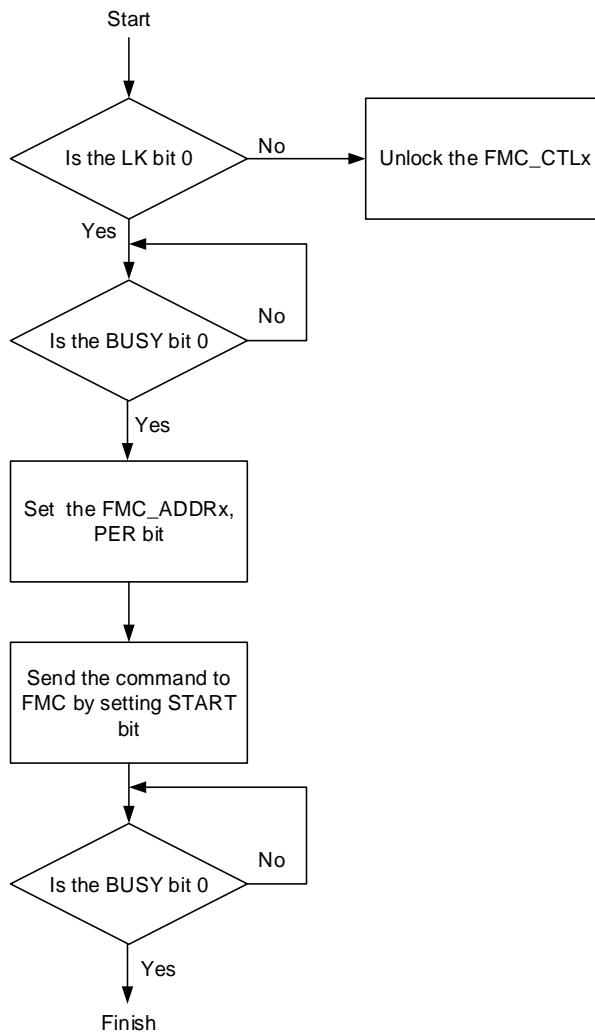 Start
Is the LK bit 0
No
Unlock the FMC_CTLx
Yes
Is the BUSY bit 0
No
Yes
Set the FMC_ADDRx,
PER bit
Send the command to
FMC by setting START
bit
Is the BUSY bit 0
No
Yes
Finish